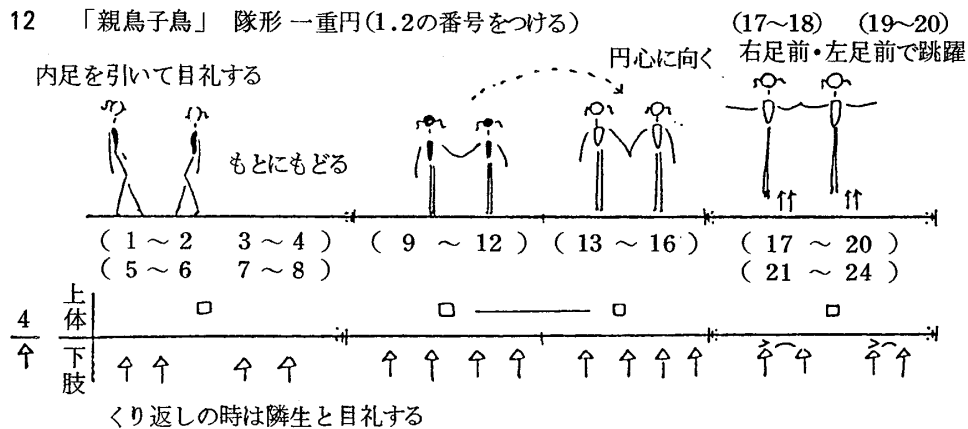 12 「親鳥子鳥」 隊形 一重円(1.2の番号をつける) (17～18) (19～20)
円心に向く 右足前・左足前で跳躍
内足を引いて目礼する
もとにもどる
( 1 ～ 2 3 ～ 4 ) ( 9 ～ 12 ) ( 13 ～ 16 ) ( 17 ～ 20 )
( 5 ～ 6 7 ～ 8 ) ( 21 ～ 24 )
上体
4
下肢
くり返しの時は隣生と目礼する